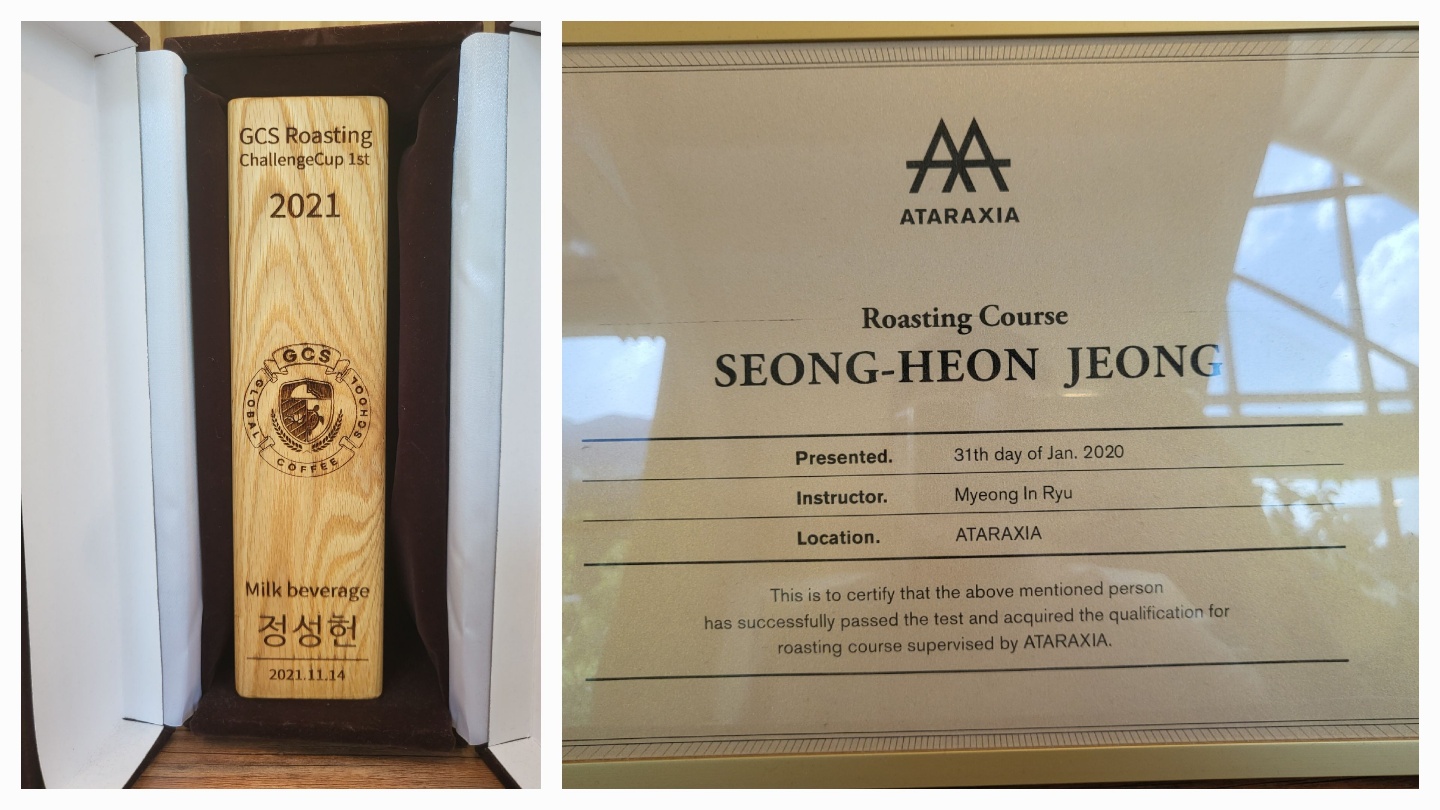 GCS Roasting
ChallengeCup 1st
2021
GCS
GLOBAL
SCHOOL
COFFEE
Milk beverage
정성헌
2021.11.14
AA
ATARAXIA
Roasting Course
SEONG-HEON JEONG
Presented. 31th day of Jan. 2020
Instructor. Myeong In Ryu
Location. ATARAXIA
This is to certify that the above mentioned person
has successfully passed the test and acquired the qualification for
roasting course supervised by ATARAXIA.